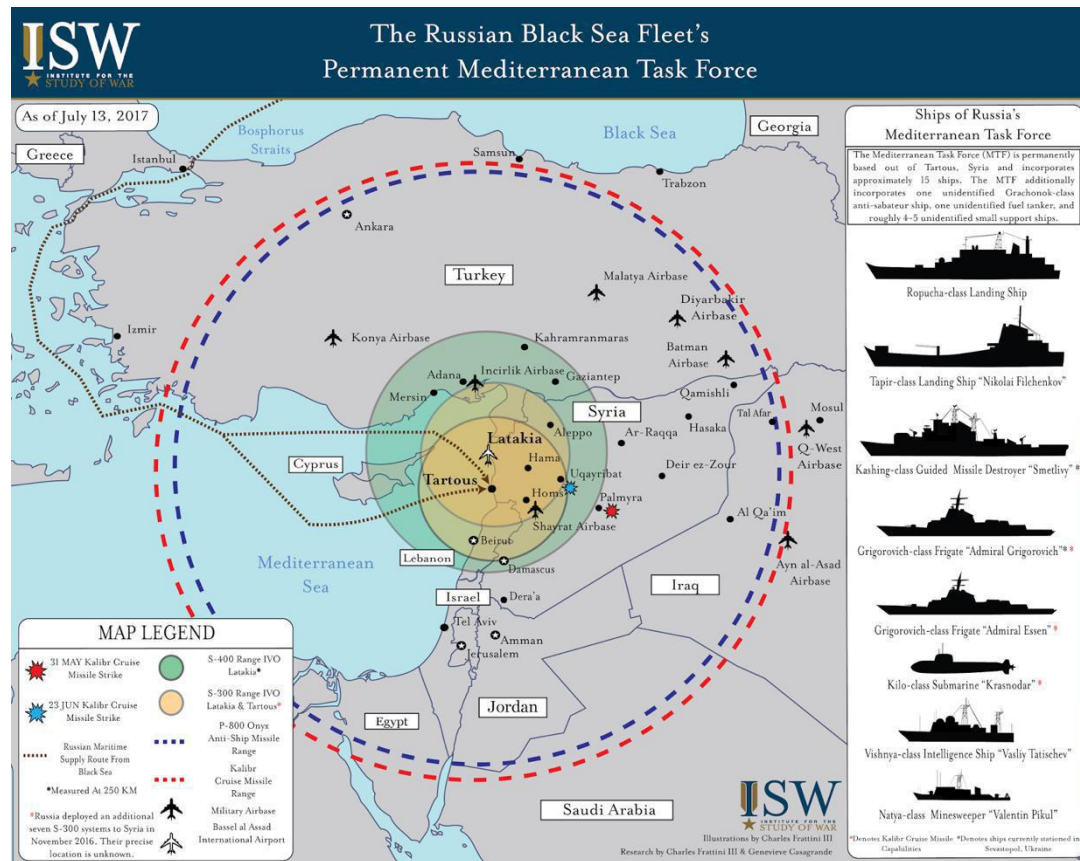 ISW
INSTITUTE FOR THE
STUDY OF WAR
The Russian Black Sea Fleet's
Permanent Mediterranean Task Force
As of July 13, 2017
Greece
Bosphorus
Straits
Istanbul
Black Sea
Georgia
Samsun
Trabzon
Ankara
Turkey
Malatya Airbase
Diyarbakir
Airbase
Izmir
Konya Airbase
Kahramranmaras
Batman
Airbase
Adana
Incirlik Airbase
Gaziantep
Mersin
Qamishli
Syria
Tal Afar
Mosul
Hasaka
Aleppo
Ar-Raqqa
Q-West
Airbase
Latakia
Cyprus
Hama
Uqayribat
Deir ez-Zour
Tartous
Homs
Palmyra
Shayrat Airbase
Al Qa'im
Beirut
Lebanon
Damascus
Ayn al-Asad
Airbase
Mediterranean
Sea
Iraq
Israel
Dera'a
Tel Aviv
Amman
Jerusalem
Jordan
Egypt
Saudi Arabia
MAP LEGEND
31 MAY Kalibr Cruise
Missile Strike
23 JUN Kalibr Cruise
Missile Strike
Russian Maritime
Supply Route From
Black Sea
*Measured At 250 KM
*Russia deployed an additional
seven S-300 systems to Syria in
November 2016. Their precise
location is unknown.
S-400 Range IVO
Latakia*
S-300 Range IVO
Latakia & Tartous*
P-800 Onyx
Anti-Ship Missile
Range
Kalibr
Cruise Missile
Range
Military Airbase
Bassel al Assad
International Airport
ISW
INSTITUTE FOR THE
STUDY OF WAR
Illustrations by Charles Frattini III
Research by Charles Frattini III & Genevieve Casagrande
Ships of Russia's
Mediterranean Task Force
The Mediterranean Task Force (MTF) is permanently
based out of Tartous, Syria and incorporates
approximately 15 ships. The MTF additionally
incorporates one unidentified Grachonok-class
anti-sabateur ship, one unidentified fuel tanker, and
roughly 4-5 unidentified small support ships.
Ropucha-class Landing Ship
Tapir-class Landing Ship "Nikolai Filchenkov"
Kashing-class Guided Missile Destroyer "Smetlivy" *
Grigorovich-class Frigate "Admiral Grigorovich"* *
Grigorovich-class Frigate "Admiral Essen" *
Kilo-class Submarine "Krasnodar" *
Vishnya-class Intelligence Ship "Vasliy Tatischev"
Natya-class Minesweeper "Valentin Pikul"
*Denotes Kalibr Cruise Missile
Capabilities
*Denotes ships currently stationed in
Sevastopol, Ukraine